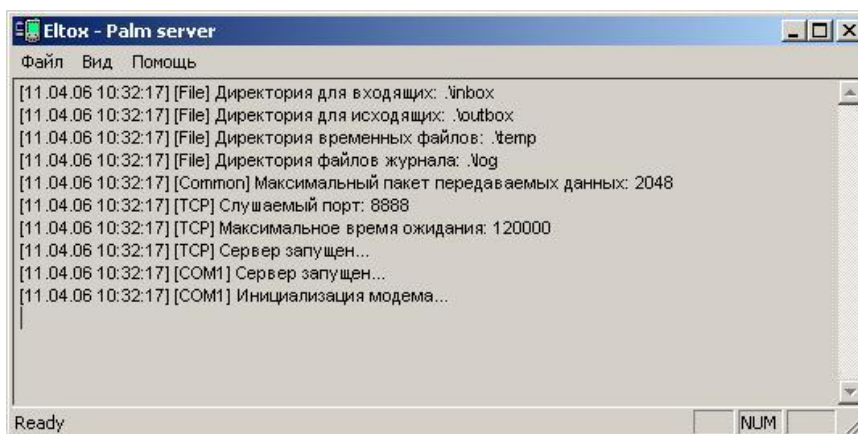 Eltox - Palm server
Файл Вид Помощь
[11.04.06 10:32:17] [File] Директория для входящих: .\inbox
[11.04.06 10:32:17] [File] Директория для исходящих: .\outbox
[11.04.06 10:32:17] [File] Директория временных файлов: .\temp
[11.04.06 10:32:17] [File] Директория файлов журнала: .\log
[11.04.06 10:32:17] [Common] Максимальный пакет передаваемых данных: 2048
[11.04.06 10:32:17] [TCP] Слушаемый порт: 8888
[11.04.06 10:32:17] [TCP] Максимальное время ожидания: 120000
[11.04.06 10:32:17] [TCP] Сервер запущен...
[11.04.06 10:32:17] [COM1] Сервер запущен...
[11.04.06 10:32:17] [COM1] Инициализация модема...
Ready NUM